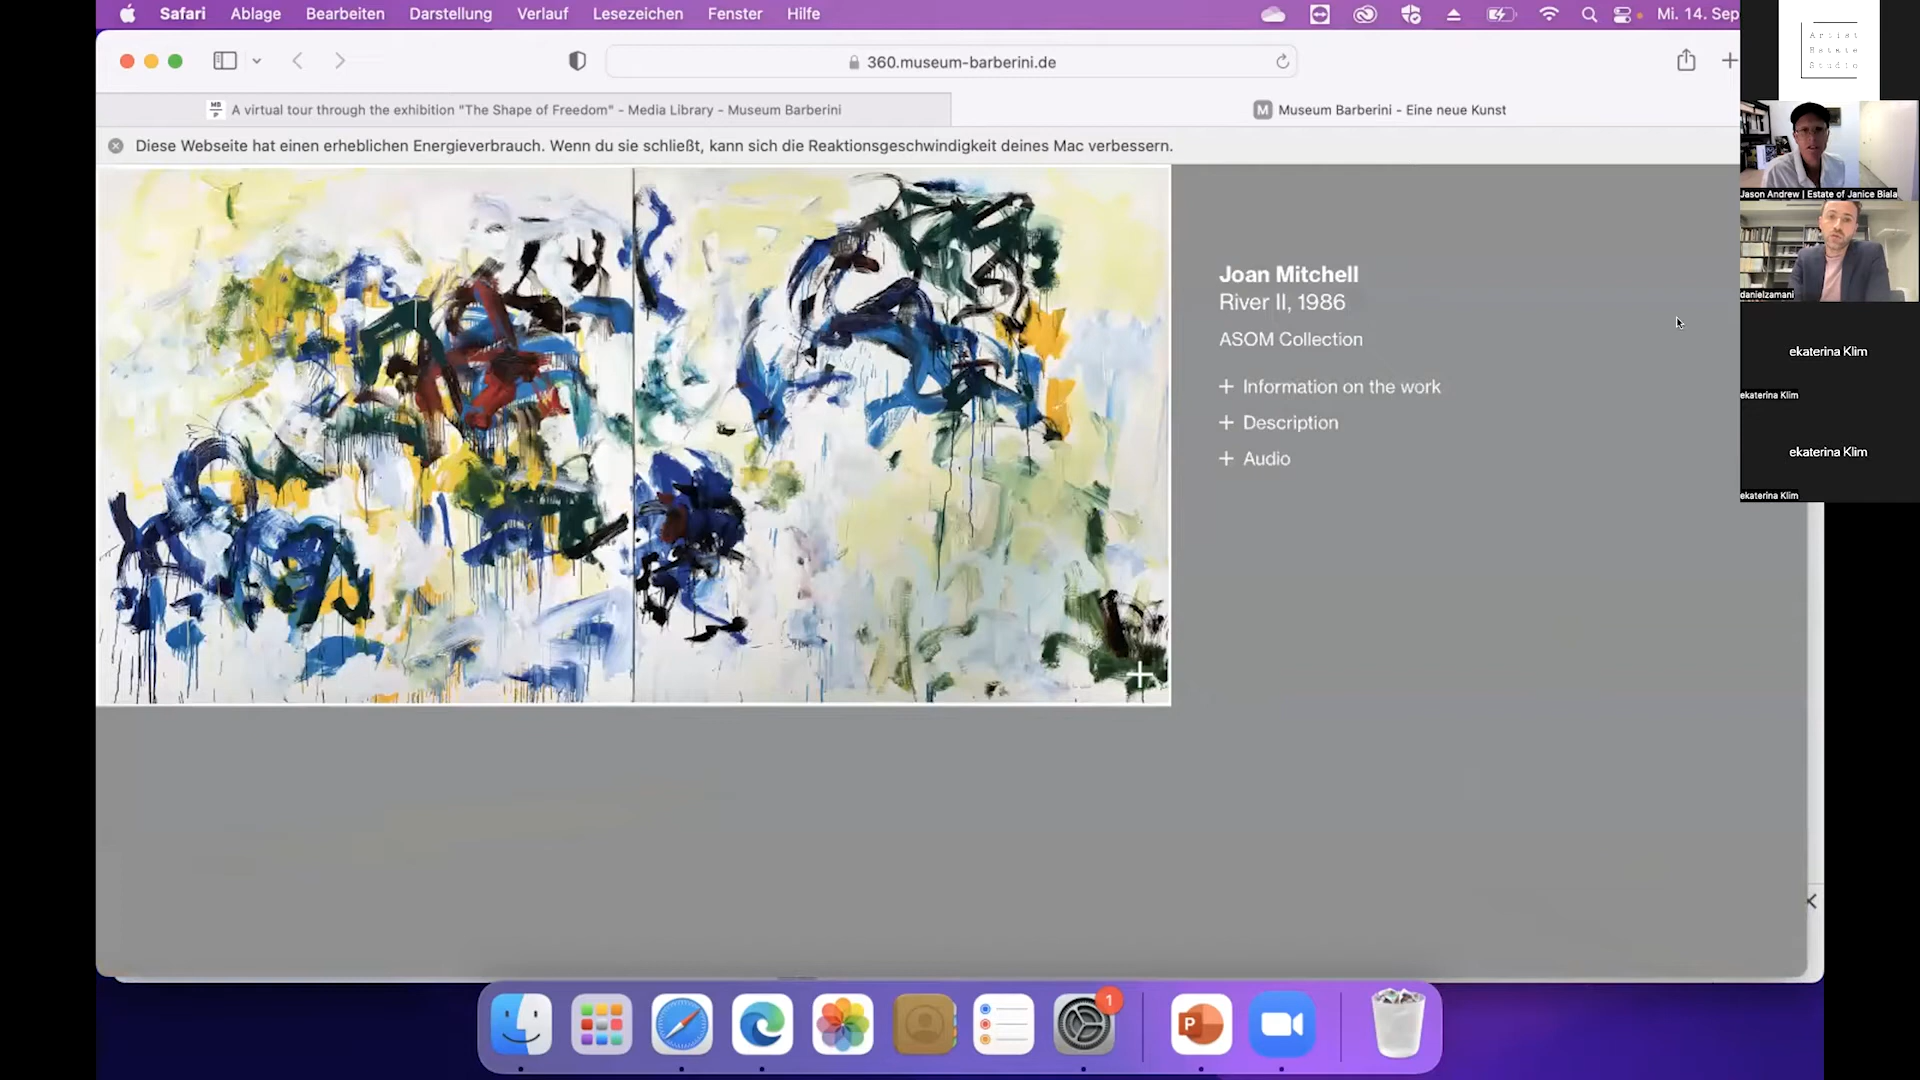 Safari Ablage Bearbeiten Darstellung Verlauf Lesezeichen Fenster Hilfe Mi. 14. Sep
360.museum-barberini.de
A virtual tour through the exhibition "The Shape of Freedom" - Media Library - Museum Barberini
M Museum Barberini - Eine neue Kunst
Diese Webseite hat einen erheblichen Energieverbrauch. Wenn du sie schließt, kann sich die Reaktionsgeschwindigkeit deines Mac verbessern.
Joan Mitchell
River II, 1986
ASOM Collection
+ Information on the work
+ Description
+ Audio
Artist
Estate
Studio
Jason Andrew | Estate of Janice Biala
danielzamani
ekaterina Klim
ekaterina Klim
ekaterina Klim
ekaterina Klim
1
P